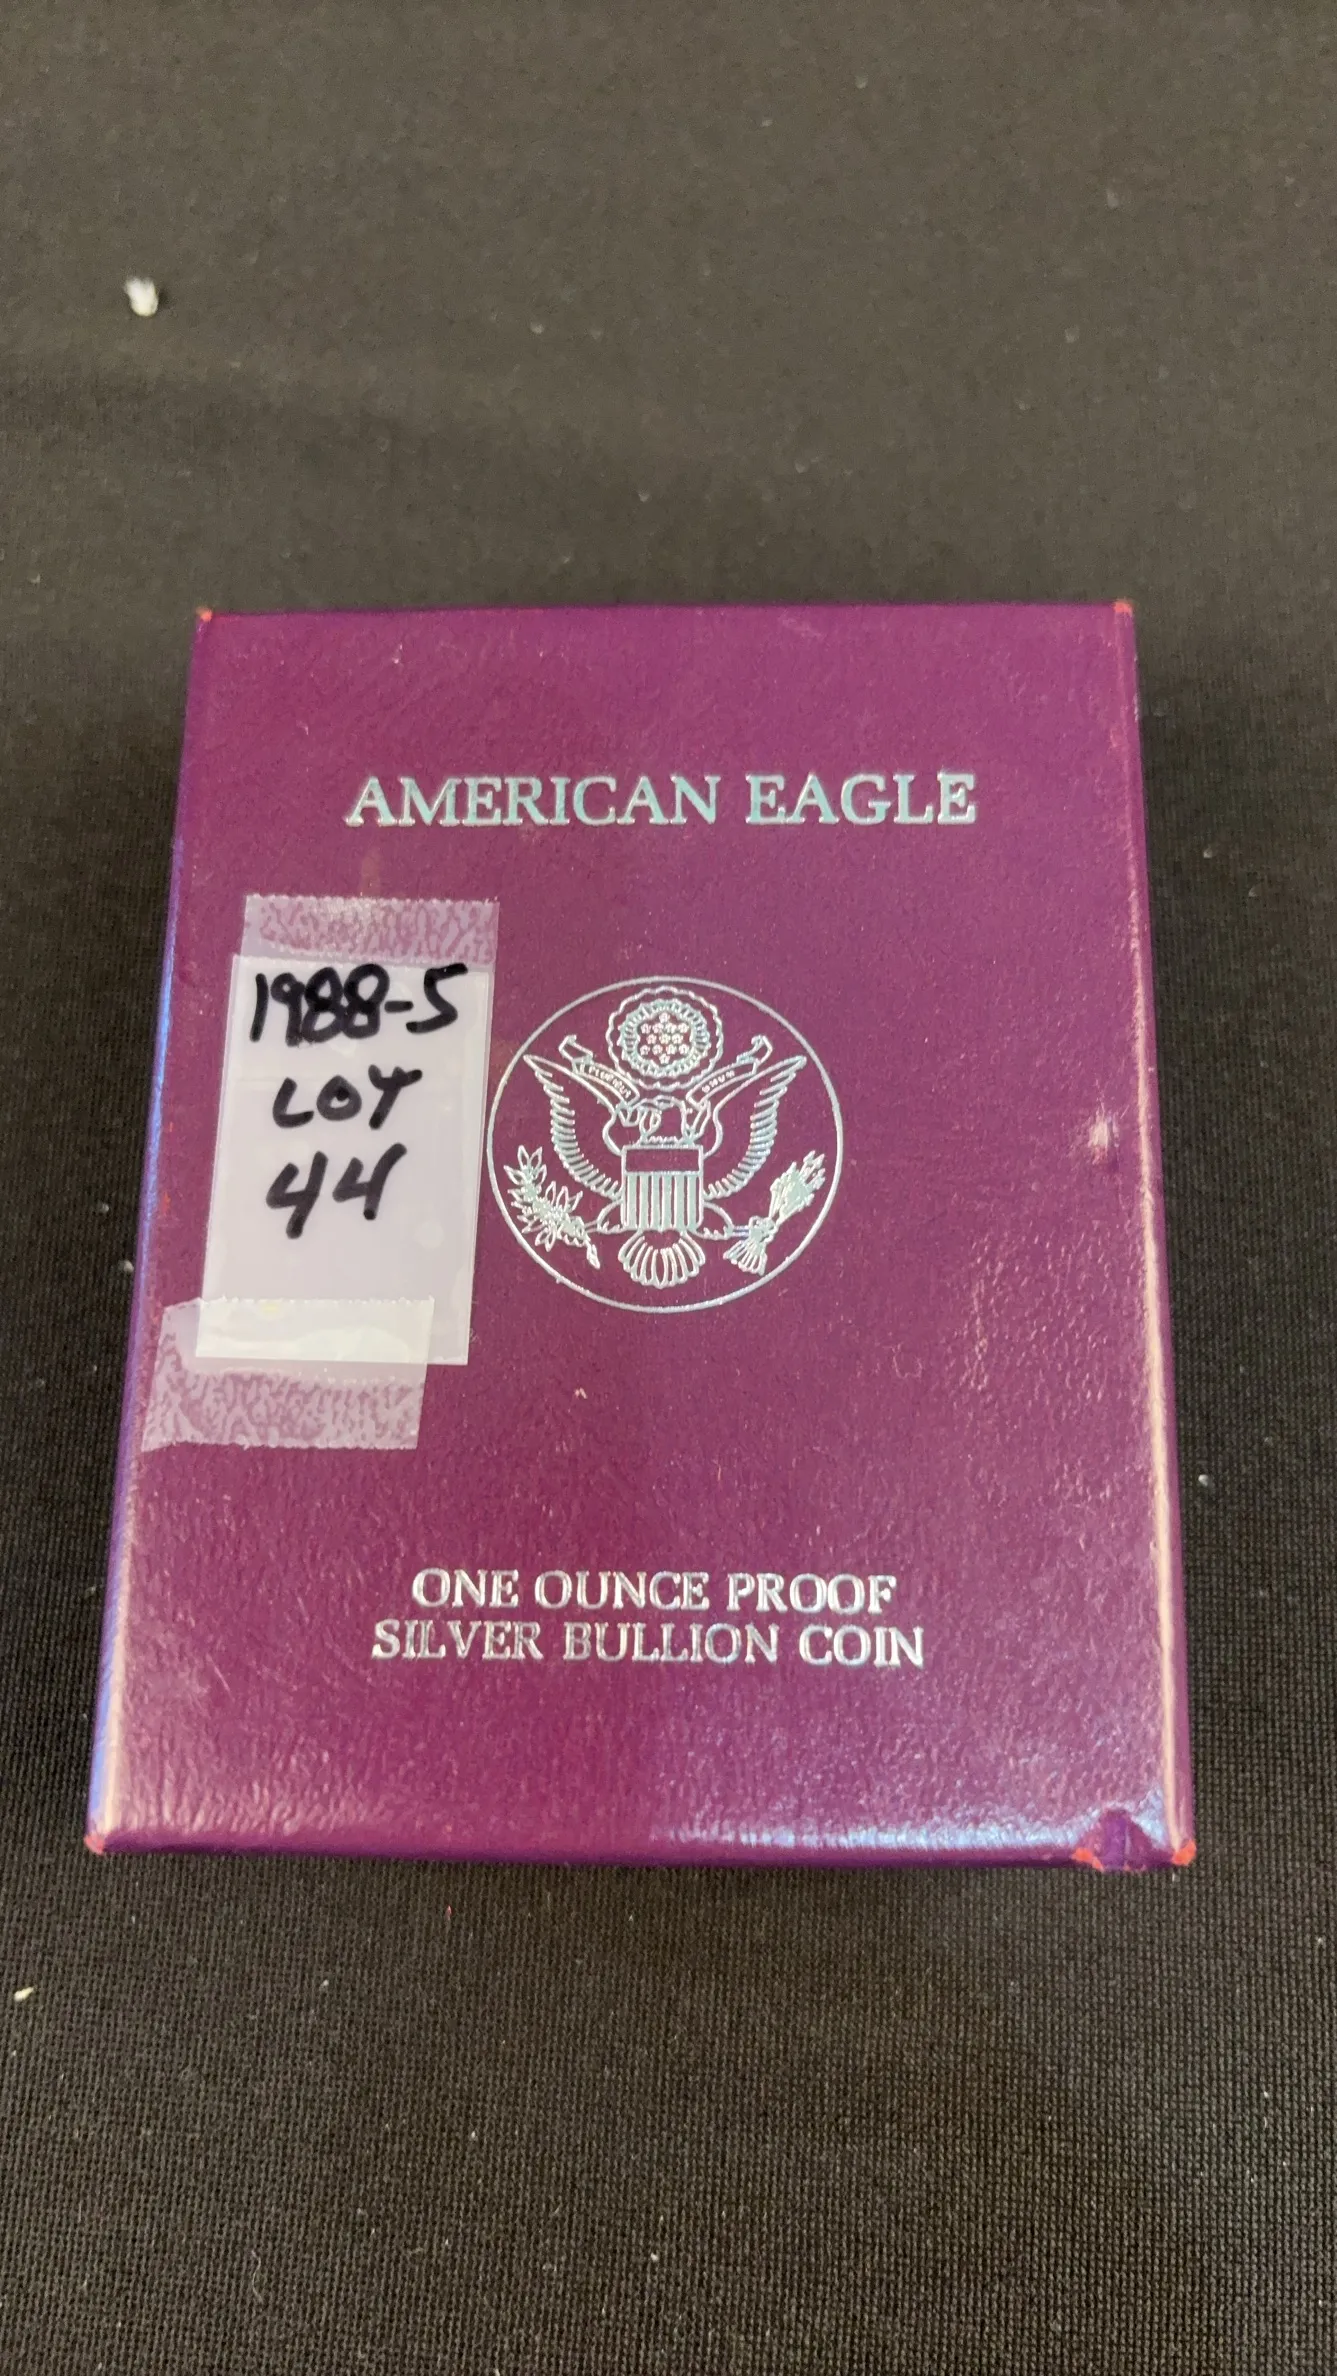 AMERICAN EAGLE
1988-S
LOT
44
ONE OUNCE PROOF
SILVER BULLION COIN